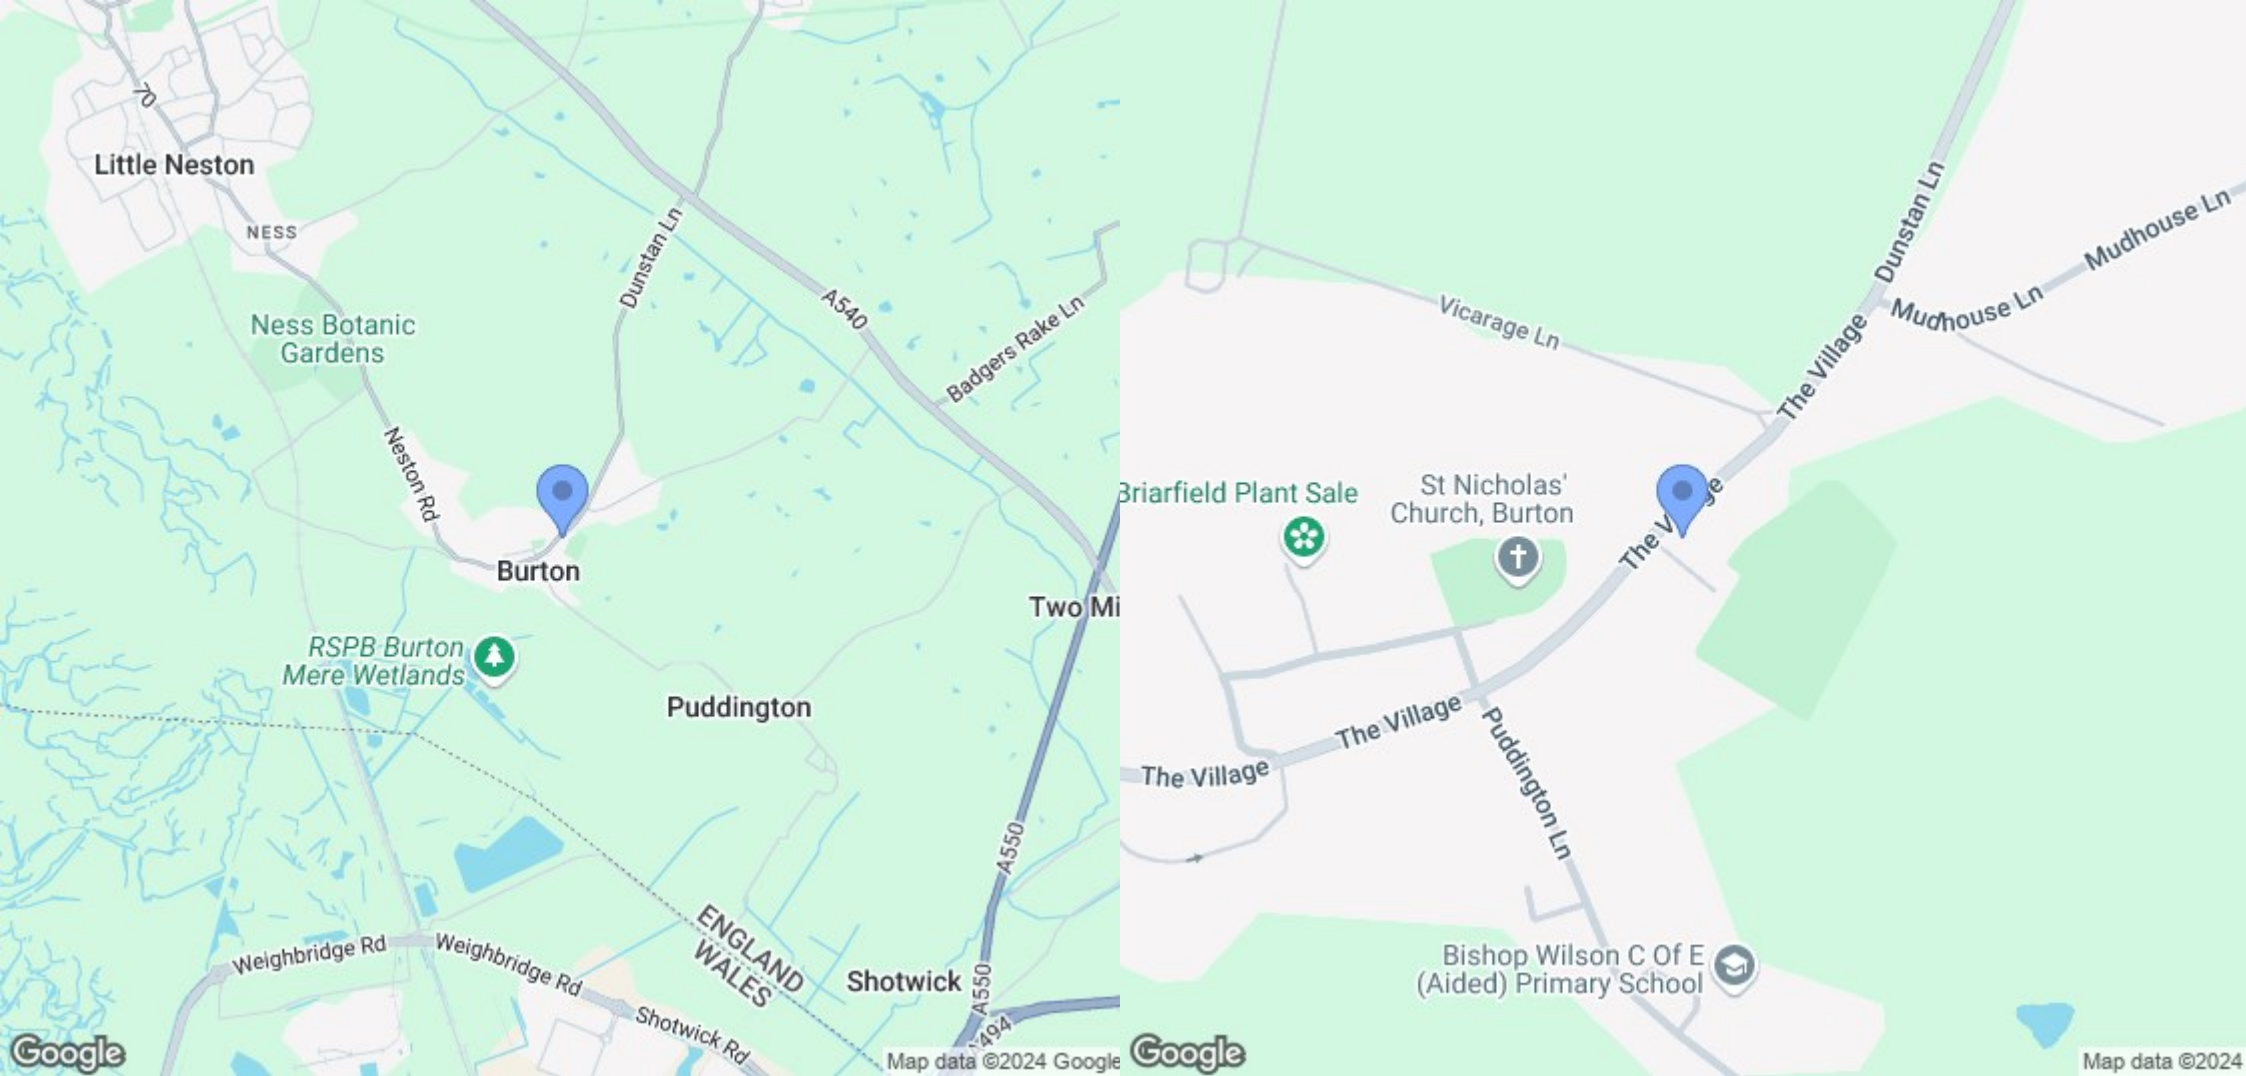 70
Little Neston
NESS
Dunstan Ln
A540
Ness Botanic
Gardens
Badgers Rake Ln
Neston Rd
Burton
Two Mi
RSPB Burton
Mere Wetlands
Puddington
A550
ENGLAND
WALES
Weighbridge Rd
Weighbridge Rd
Shotwick
A550
Shotwick Rd
A494
Google
Map data ©2024 Google
Dunstan Ln
Mudhouse Ln
Mudhouse Ln
Vicarage Ln
The Village
Briarfield Plant Sale
St Nicholas'
Church, Burton
The Village
The Village
The Village
Puddington Ln
Bishop Wilson C Of E
(Aided) Primary School
Google
Map data ©2024